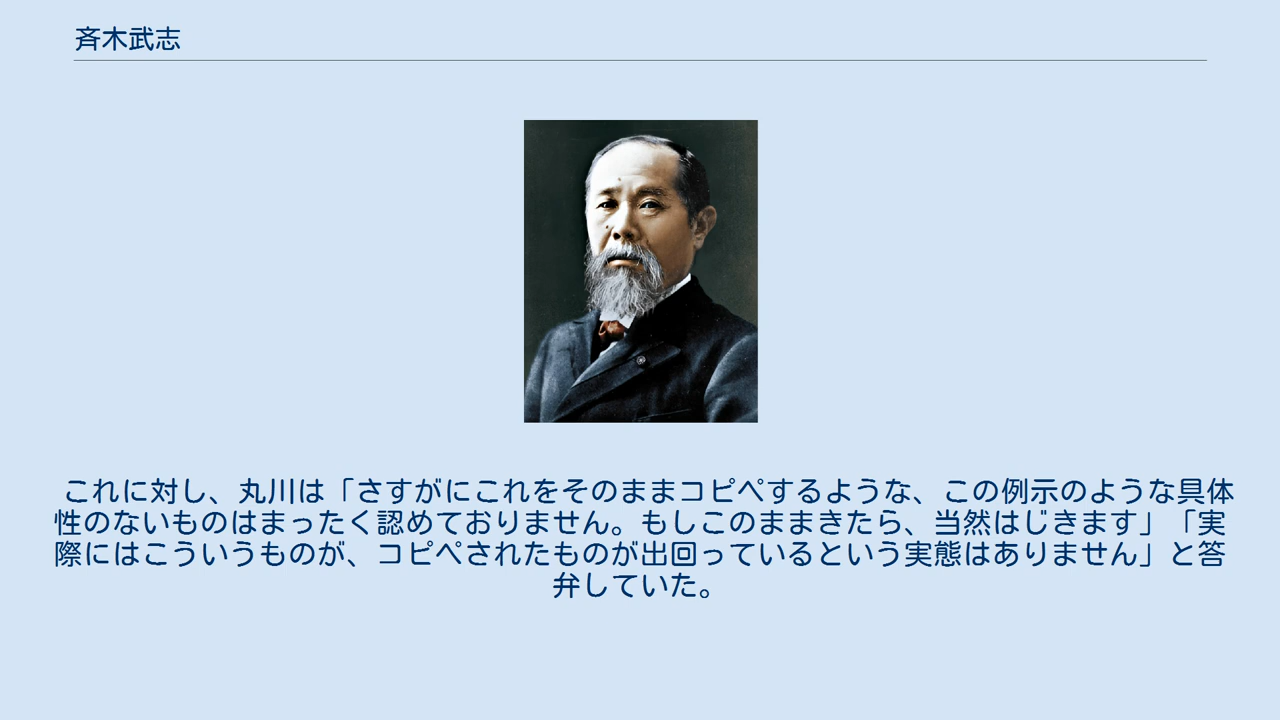 斉木武志
これに対し、丸川は「さすがにこれをそのままコピペするような、この例示のような具体
性のないものはまったく認めておりません。もしこのままきたら、当然はじきます」「実
際にはこういうものが、コピペされたものが出回っているという実態はありません」と答
弁していた。